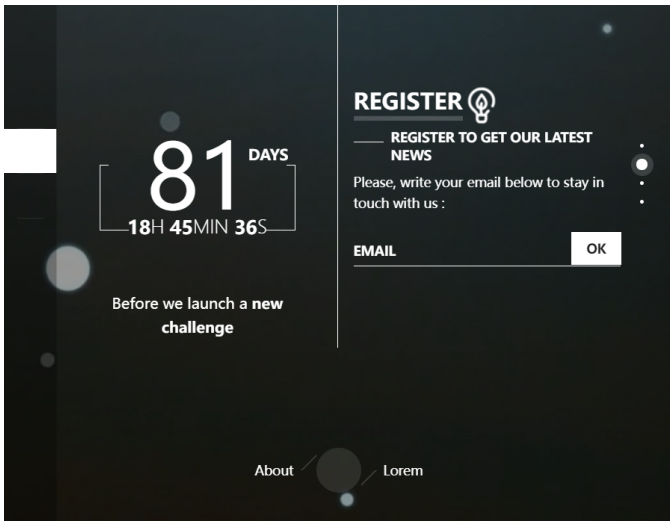 81 DAYS
18H 45MIN 36S
Before we launch a new
challenge
REGISTER
REGISTER TO GET OUR LATEST
NEWS
Please, write your email below to stay in
touch with us :
EMAIL
OK
About
Lorem